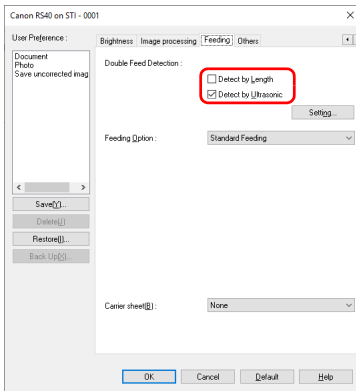 Canon RS40 on STI - 0001
User Preference :
Document
Photo
Save uncorrected imag
Save(Y)...
Delete(J)
Restore(I)...
Back Up(X)...
Brightness Image processing Feeding Others
Double Feed Detection :
Detect by Length
Detect by Ultrasonic
Setting...
Feeding Option :
Standard Feeding
Carrier sheet(B) :
None
OK Cancel Default Help